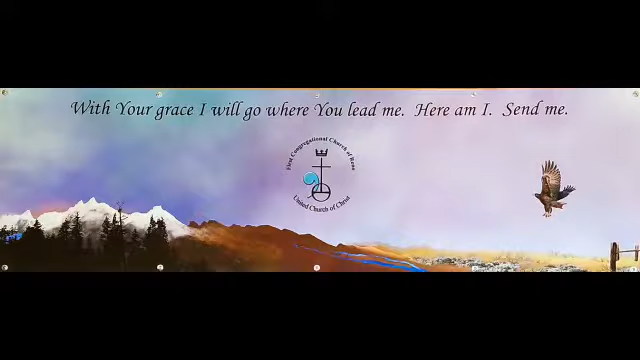 With Your grace I will go where You lead me. Here am I. Send me.
First Congregational Church of Reno
United Church of Christ